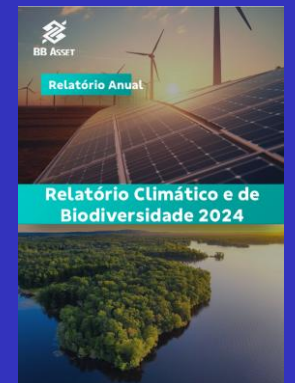 BB ASSET
Relatório Anual
Relatório Climático e de
Biodiversidade 2024